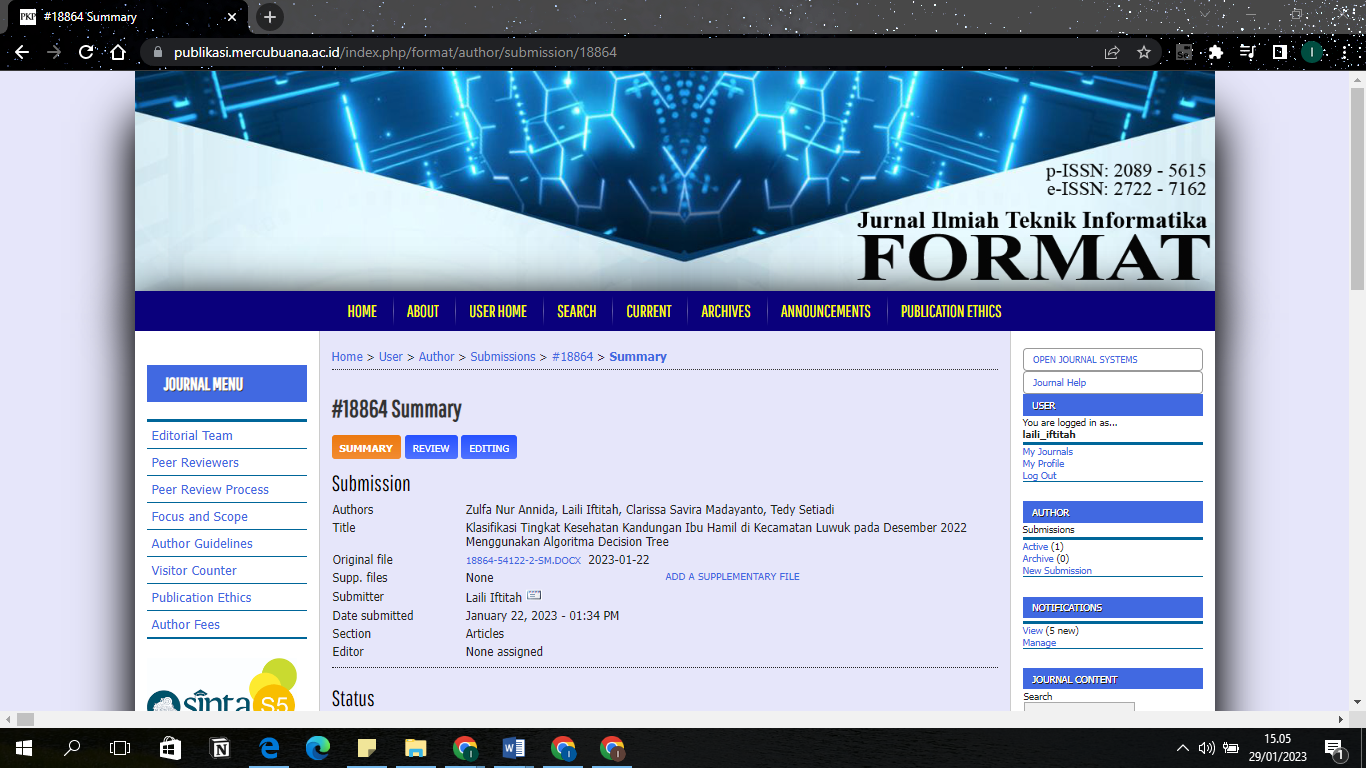 PKP #18864 Summary
publikasi.mercubuana.ac.id/index.php/format/author/submission/18864
I
p-ISSN: 2089 - 5615
e-ISSN: 2722 - 7162
Jurnal Ilmiah Teknik Informatika
FORMAT
HOME ABOUT USER HOME SEARCH CURRENT ARCHIVES ANNOUNCEMENTS PUBLICATION ETHICS
JOURNAL MENU
Editorial Team
Peer Reviewers
Peer Review Process
Focus and Scope
Author Guidelines
Visitor Counter
Publication Ethics
Author Fees
sinta S5
Home > User > Author > Submissions > #18864 > Summary
#18864 Summary
SUMMARY REVIEW EDITING
Submission
Authors Zulfa Nur Annida, Laili Iftitah, Clarissa Savira Madayanto, Tedy Setiadi
Title Klasifikasi Tingkat Kesehatan Kandungan Ibu Hamil di Kecamatan Luwuk pada Desember 2022
Menggunakan Algoritma Decision Tree
Original file 18864-54122-2-SM.DOCX 2023-01-22
Supp. files None ADD A SUPPLEMENTARY FILE
Submitter Laili Iftitah
Date submitted January 22, 2023 - 01:34 PM
Section Articles
Editor None assigned
Status
OPEN JOURNAL SYSTEMS
Journal Help
USER
You are logged in as...
laili_iftitah
My Journals
My Profile
Log Out
AUTHOR
Submissions
Active (1)
Archive (0)
New Submission
NOTIFICATIONS
View (5 new)
Manage
JOURNAL CONTENT
Search
15.05
29/01/2023
1